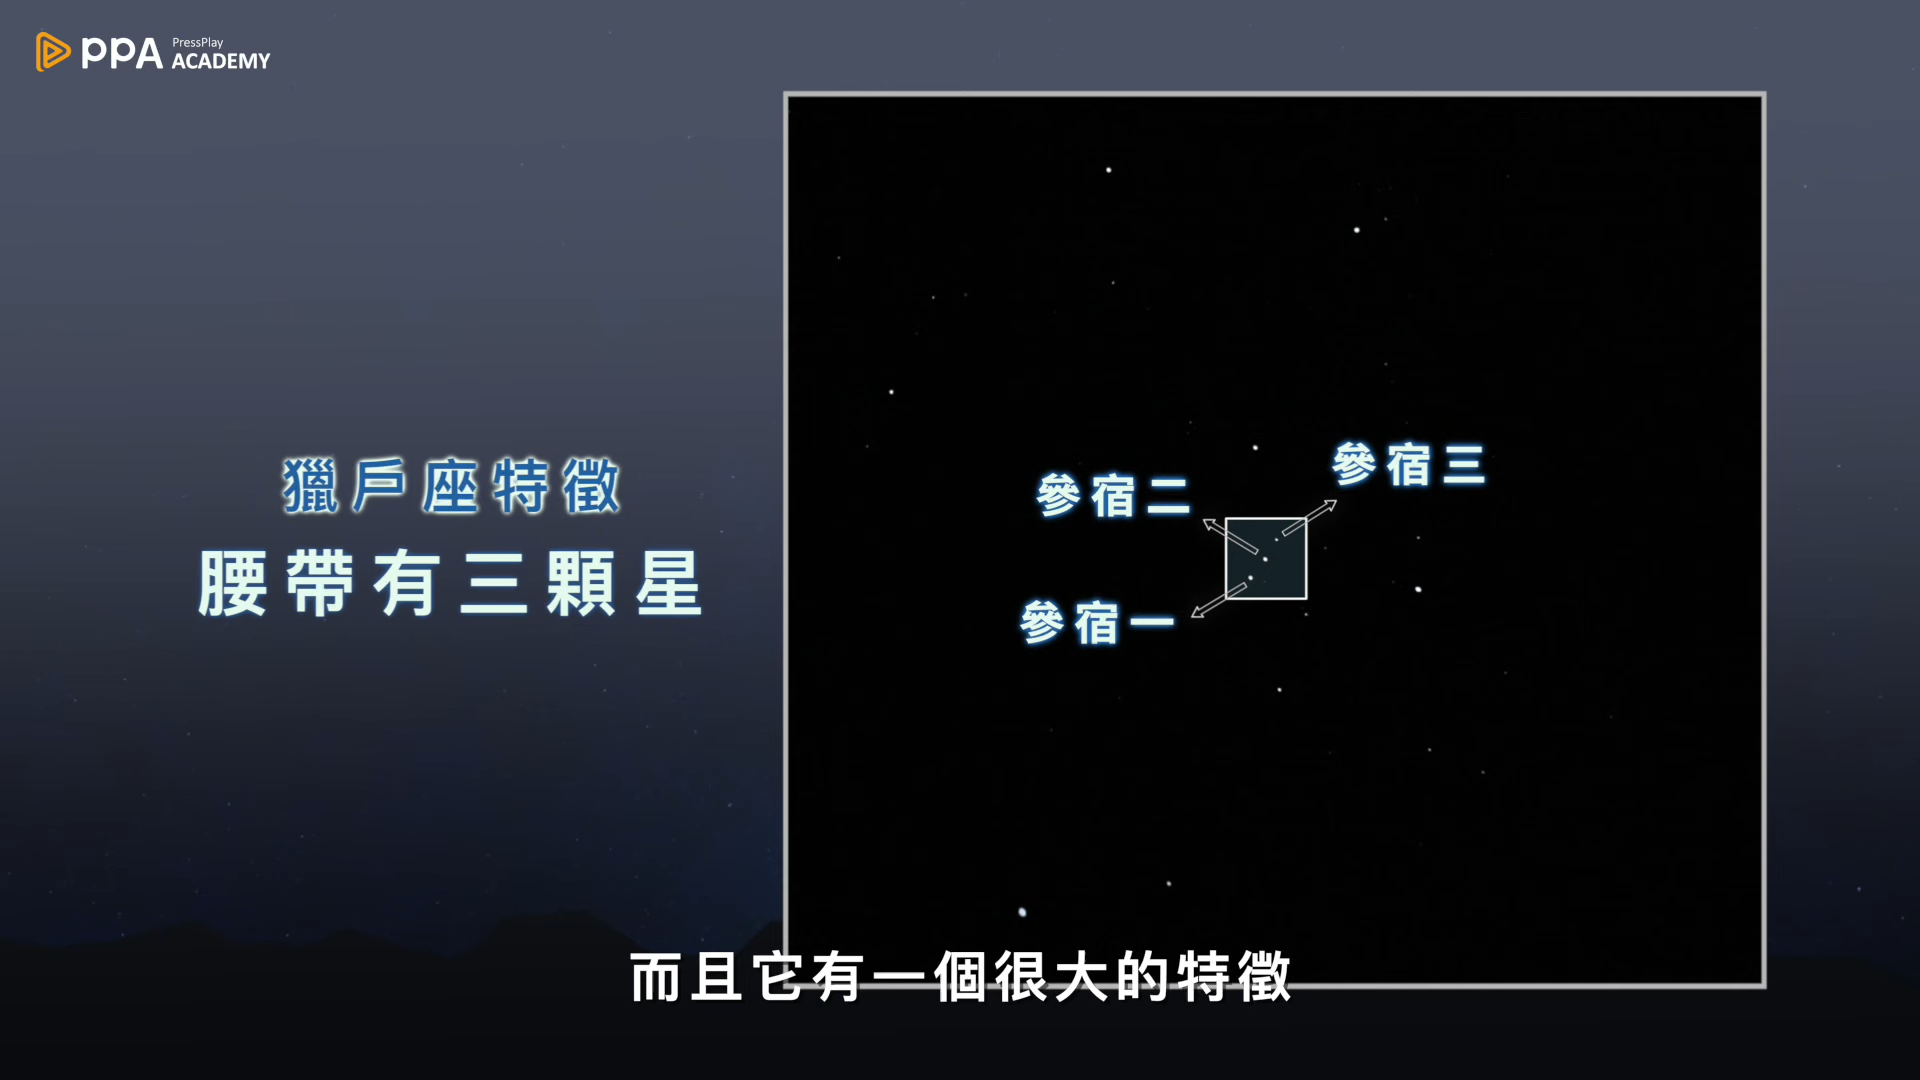 PPA PressPlay ACADEMY
獵戶座特徵
腰帶有三顆星
參宿三
參宿二
參宿一
而且它有一個很大的特徵